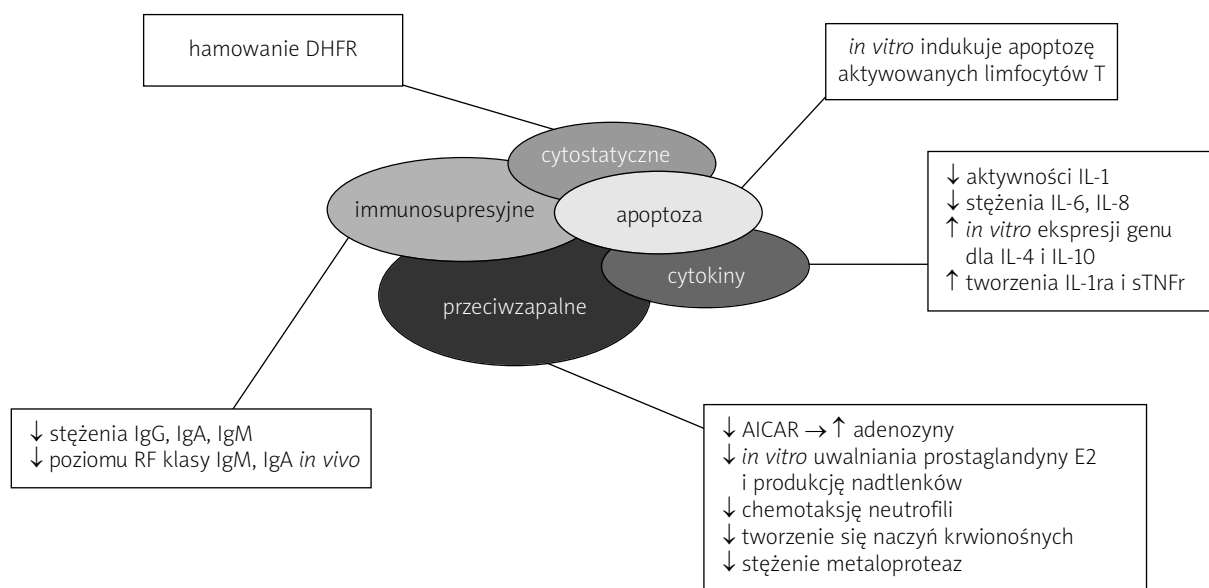 hamowanie DHFR
in vitro indukuje apoptozę
aktywowanych limfocytów T
cytostatyczne
immunosupresyjne
apoptoza
cytokiny
przeciwzapalne
↓ aktywności IL-1
↓ stężenia IL-6, IL-8
↑ in vitro ekspresji genu
dla IL-4 i IL-10
↑ tworzenia IL-1ra i sTNFr
↓ stężenia IgG, IgA, IgM
↓ poziomu RF klasy IgM, IgA in vivo
↓ AICAR → ↑ adenozyny
↓ in vitro uwalniania prostaglandyny E2
i produkcję nadtlenków
↓ chemotaksję neutrofili
↓ tworzenie się naczyń krwionośnych
↓ stężenie metaloproteaz